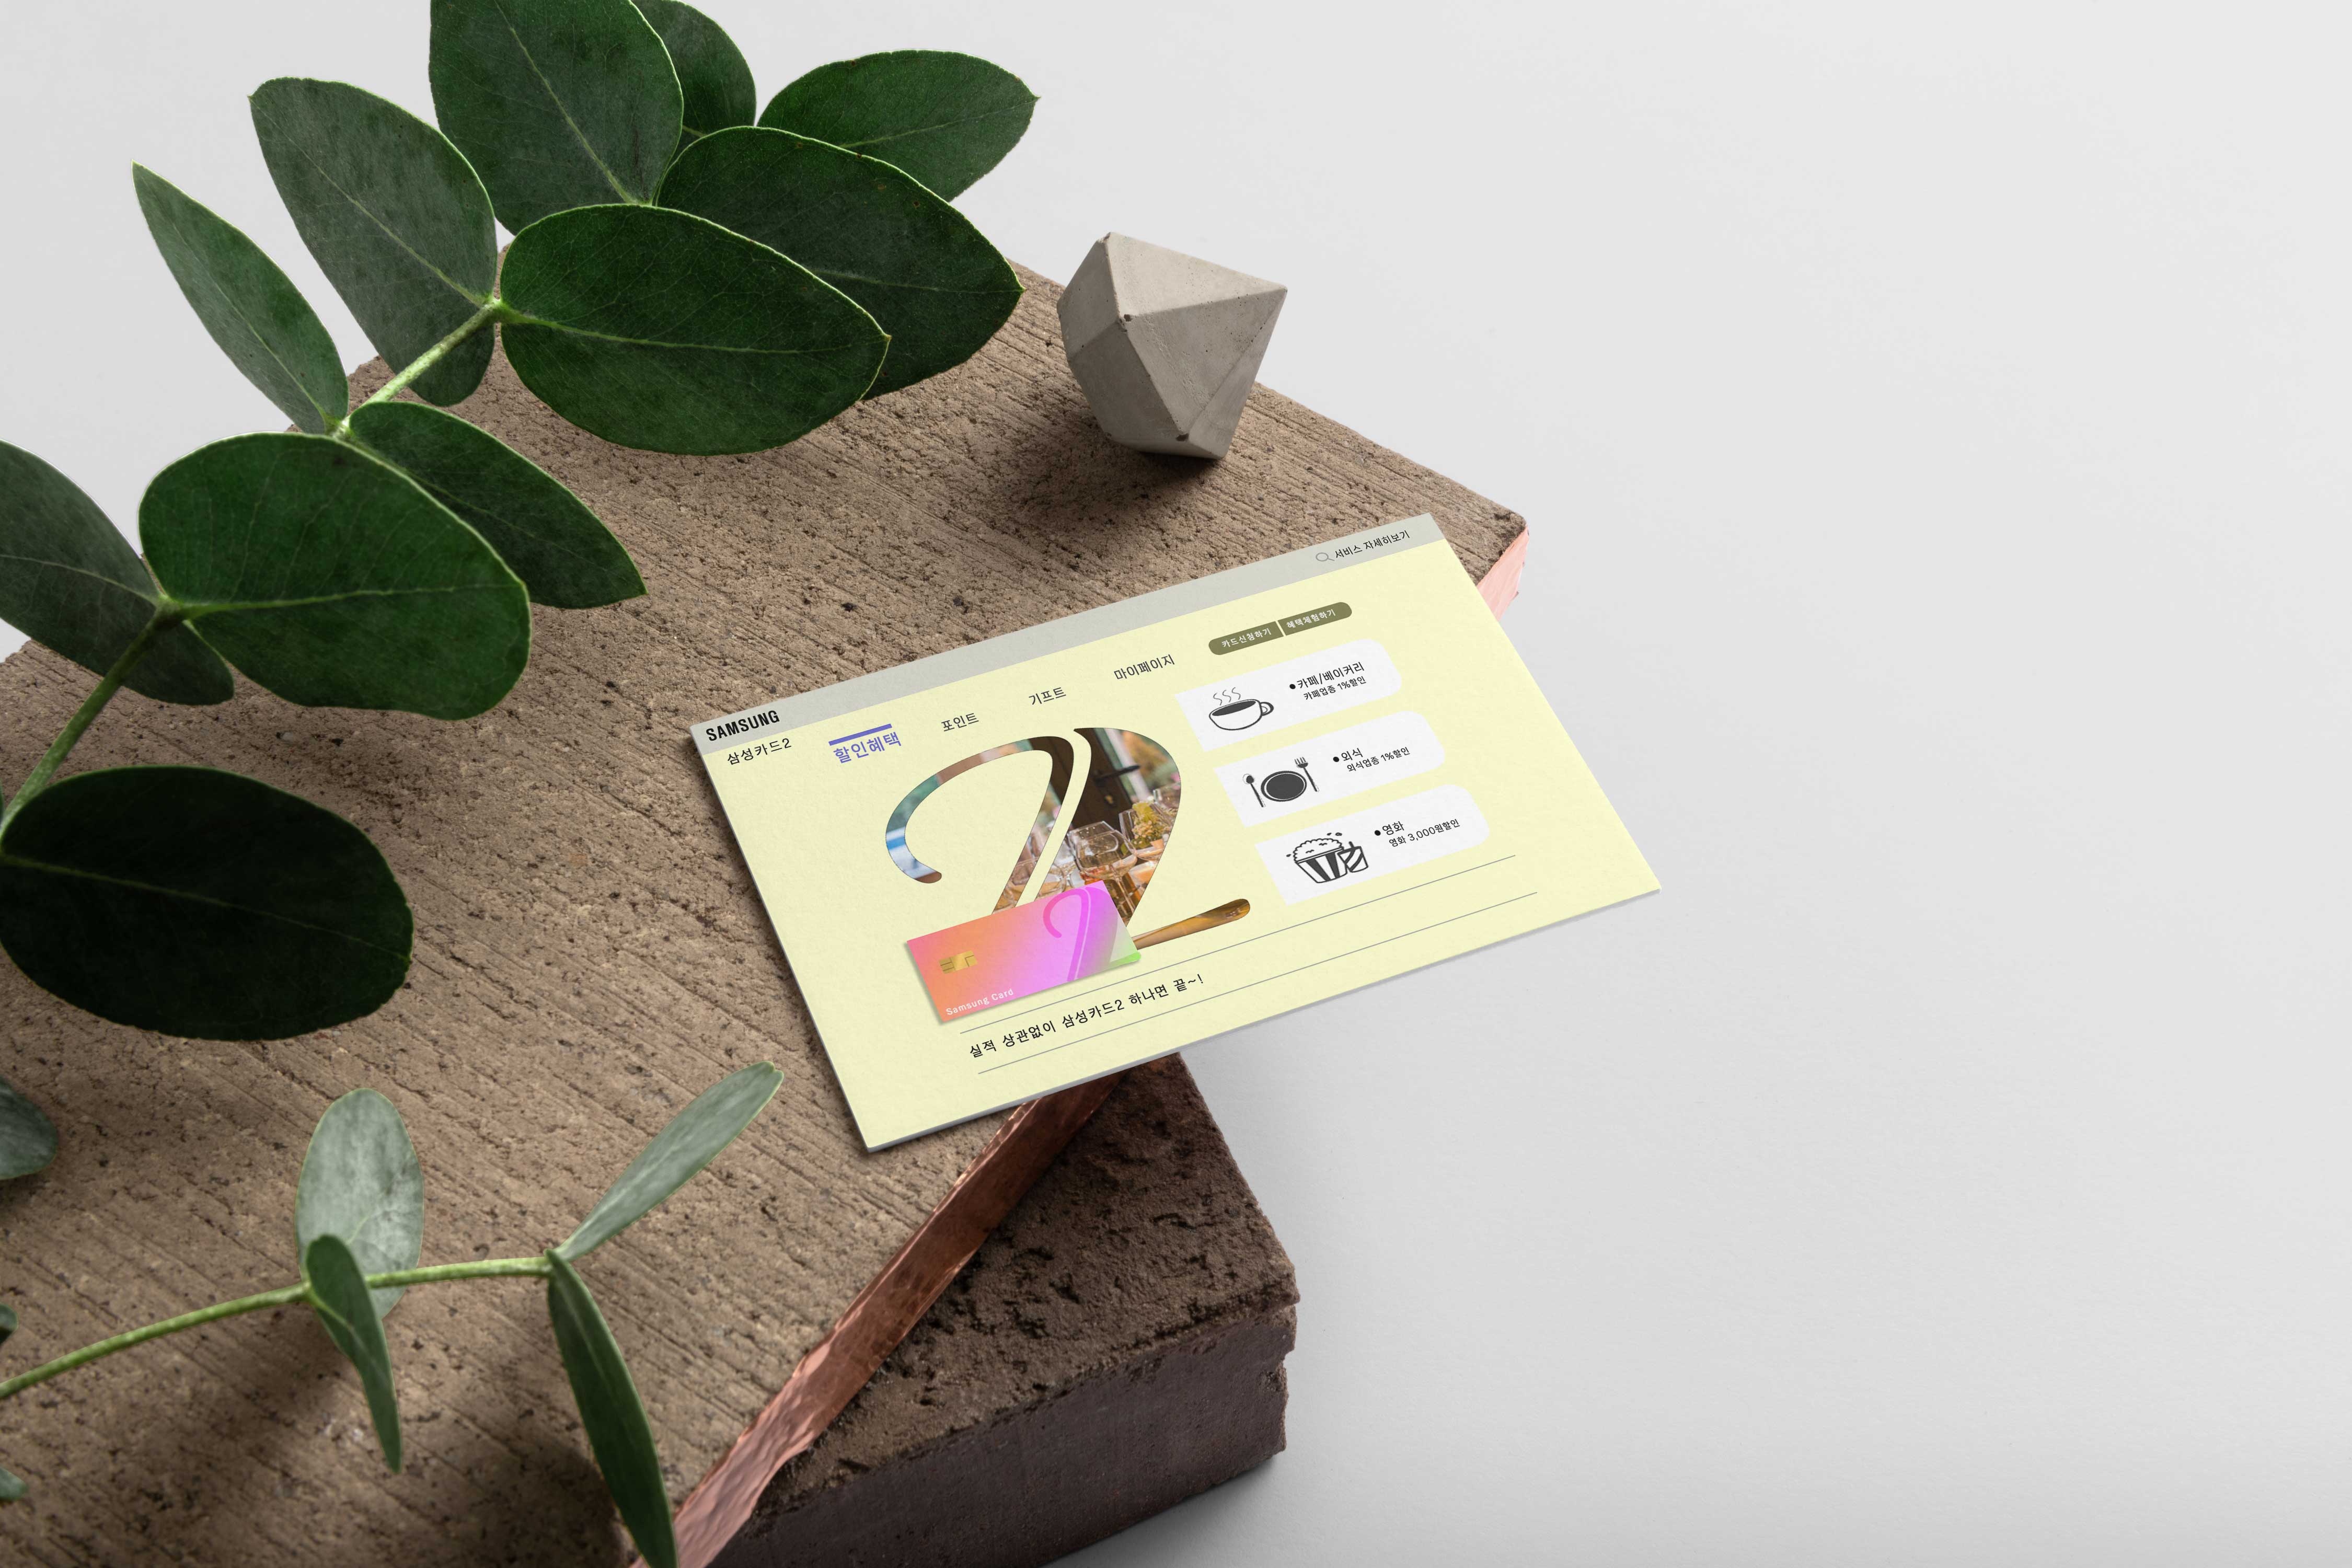 SAMSUNG
서비스 자세히보기
삼성카드2
할인혜택
포인트
기프트
마이페이지
카드신청하기
혜택체험하기
카페/베이커리
카페업종 1%할인
외식
외식업종 1%할인
영화
영화 3,000원할인
Samsung Card
실적 상관없이 삼성카드2 하나면 끝~!